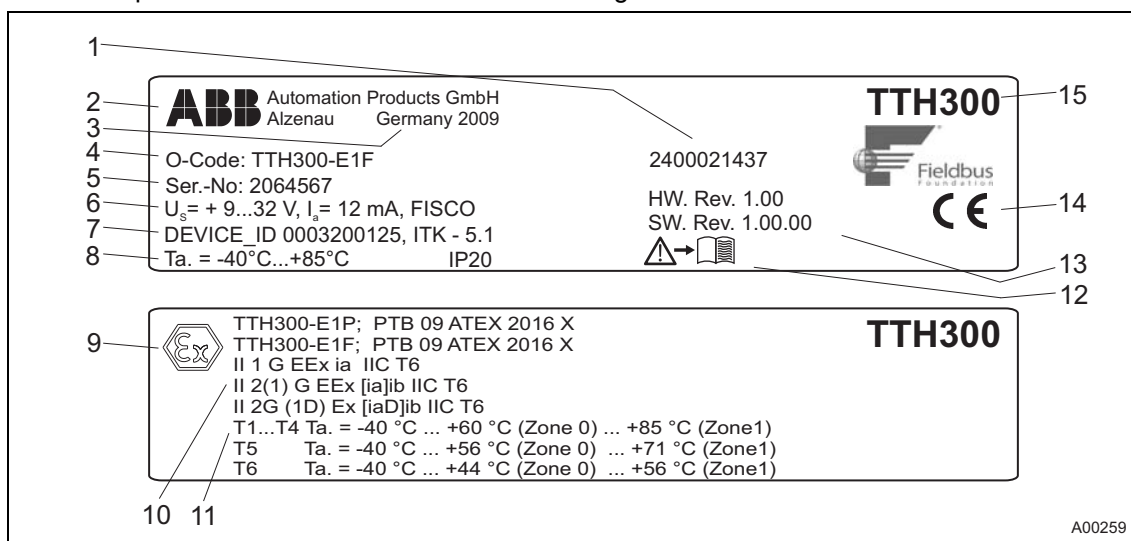 1
2
ABB Automation Products GmbH
Alzenau Germany 2009
3
TTH300
15
4
O-Code: TTH300-E1F
2400021437
Fieldbus
Foundation
5
Ser.-No: 2064567
6
Us= + 9...32 V, Ia= 12 mA, FISCO
HW. Rev. 1.00
CE
14
7
DEVICE_ID 0003200125, ITK - 5.1
SW. Rev. 1.00.00
8
Ta. = -40°C...+85°C IP20
13
12
9
Ex
TTH300-E1P; PTB 09 ATEX 2016 X
TTH300
TTH300-E1F; PTB 09 ATEX 2016 X
II 1 G EEx ia IIC T6
II 2(1) G EEx [ia]ib IIC T6
II 2G (1D) Ex [iaD]ib IIC T6
T1...T4 Ta. = -40 °C ... +60 °C (Zone 0) ... +85 °C (Zone1)
T5 Ta. = -40 °C ... +56 °C (Zone 0) ... +71 °C (Zone1)
T6 Ta. = -40 °C ... +44 °C (Zone 0) ... +56 °C (Zone1)
10 11
A00259